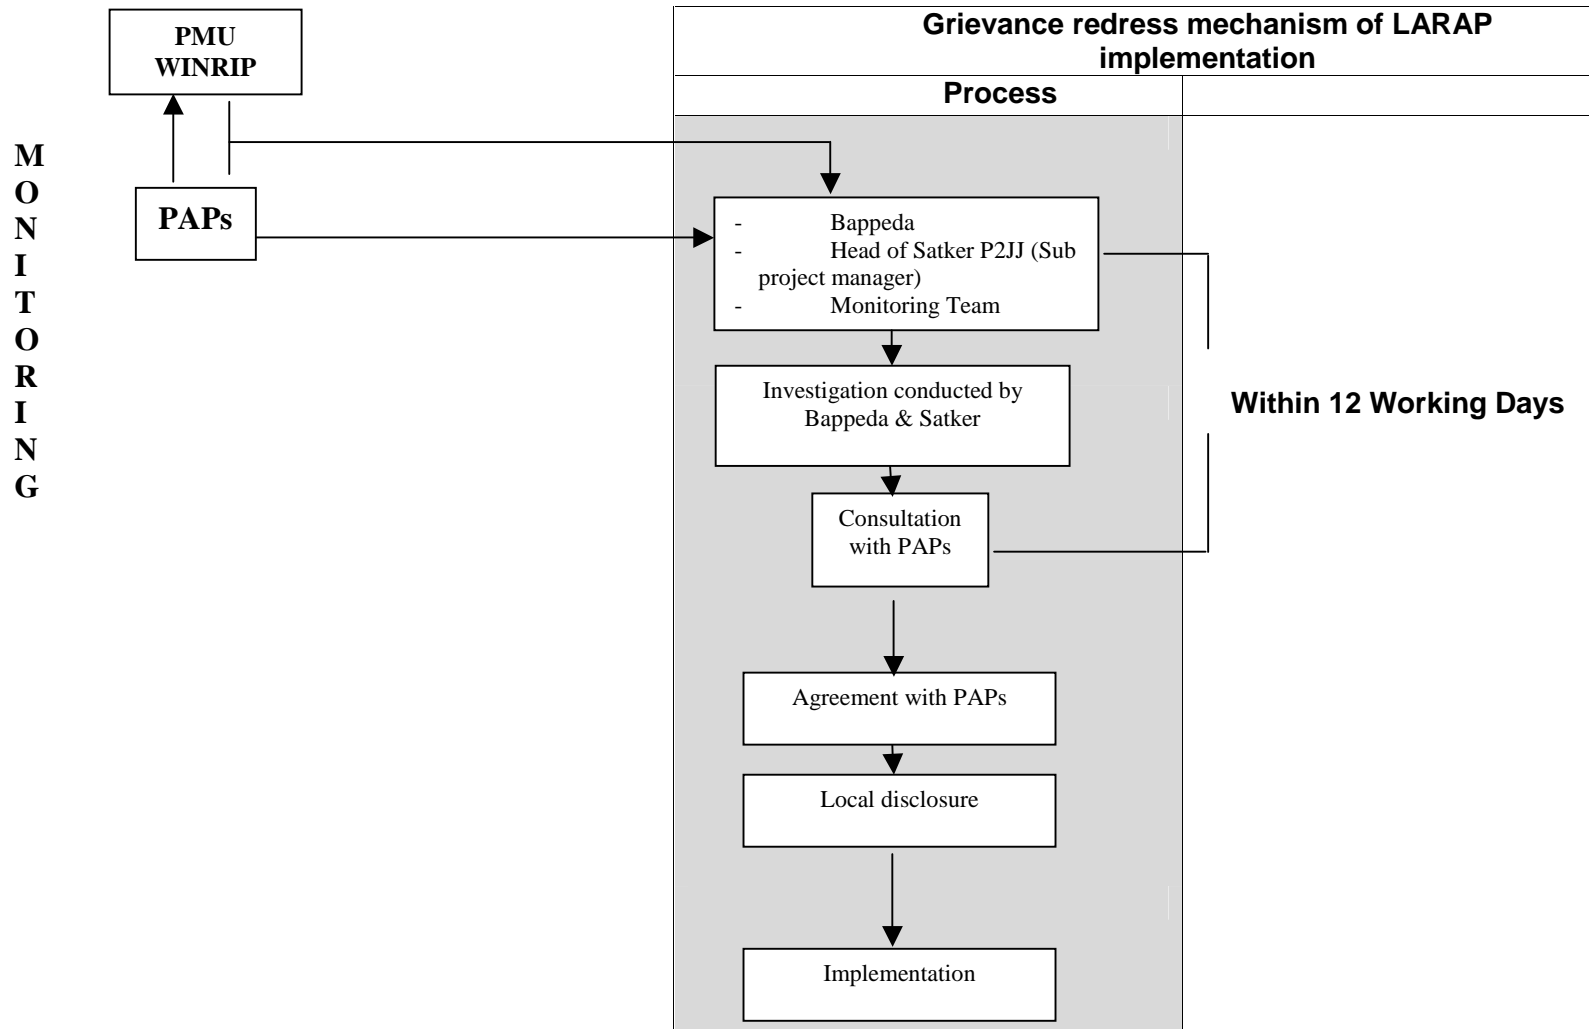 PMU
WINRIP
Grievance redress mechanism of LARAP
implementation
Process
M
O
N
I
T
O
R
I
N
G
PAPs
- Bappeda
- Head of Satker P2JJ (Sub
project manager)
- Monitoring Team
Investigation conducted by
Bappeda & Satker
Within 12 Working Days
Consultation
with PAPs
Agreement with PAPs
Local disclosure
Implementation